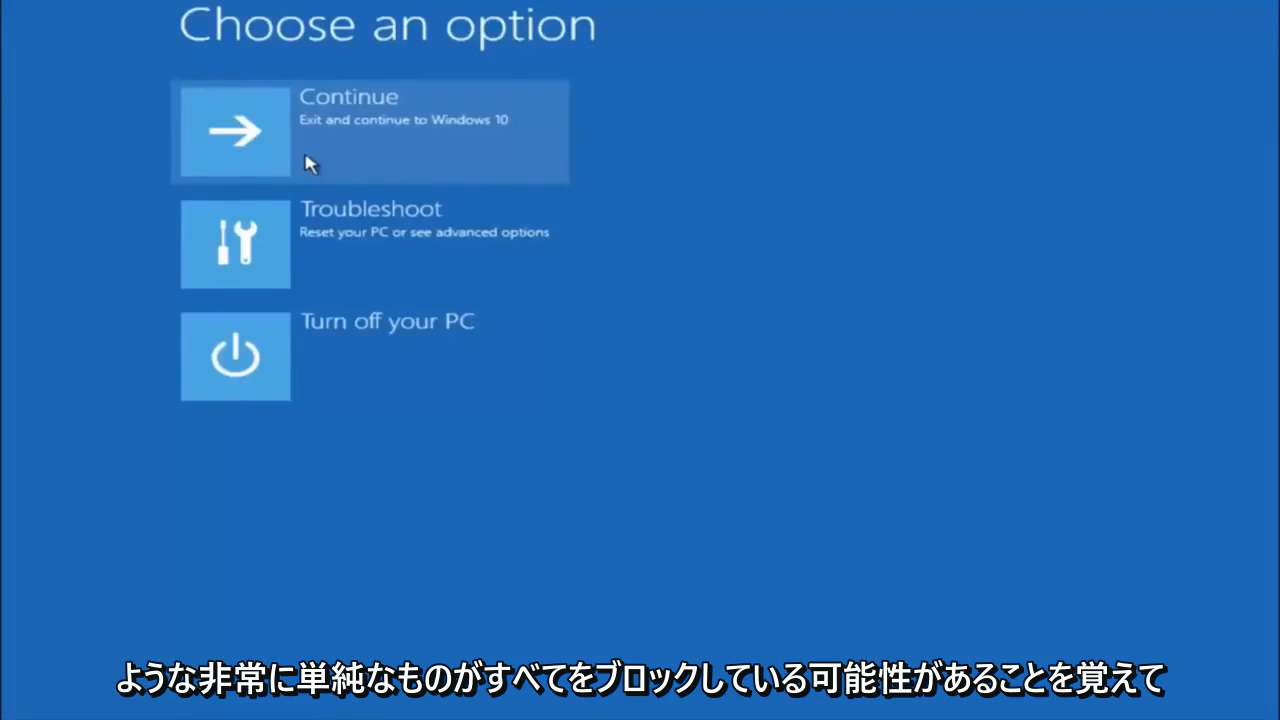 Choose an option
Continue
Exit and continue to Windows 10
Troubleshoot
Reset your PC or see advanced options
Turn off your PC
ような非常に単純なものがすべてをブロックしている可能性があることを覚えて